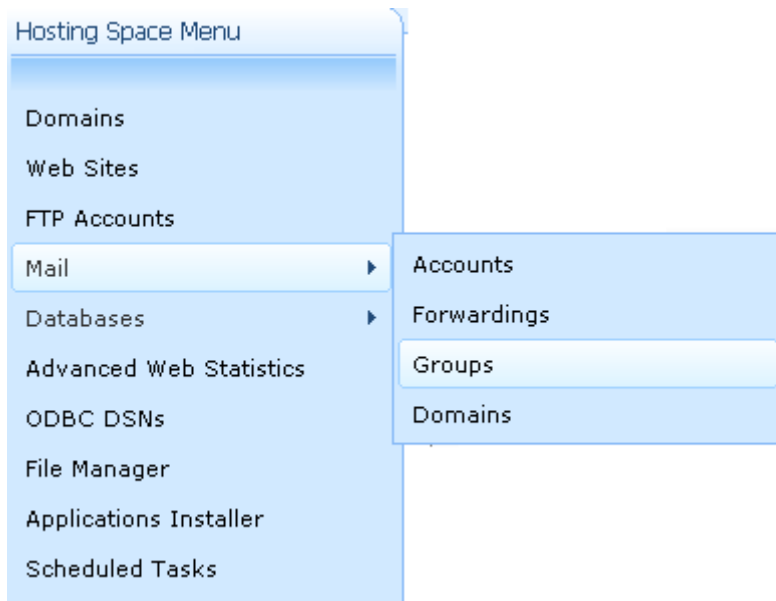 Hosting Space Menu
Domains
Web Sites
FTP Accounts
Mail
Databases
Advanced Web Statistics
ODBC DSNs
File Manager
Applications Installer
Scheduled Tasks
Accounts
Forwardings
Groups
Domains